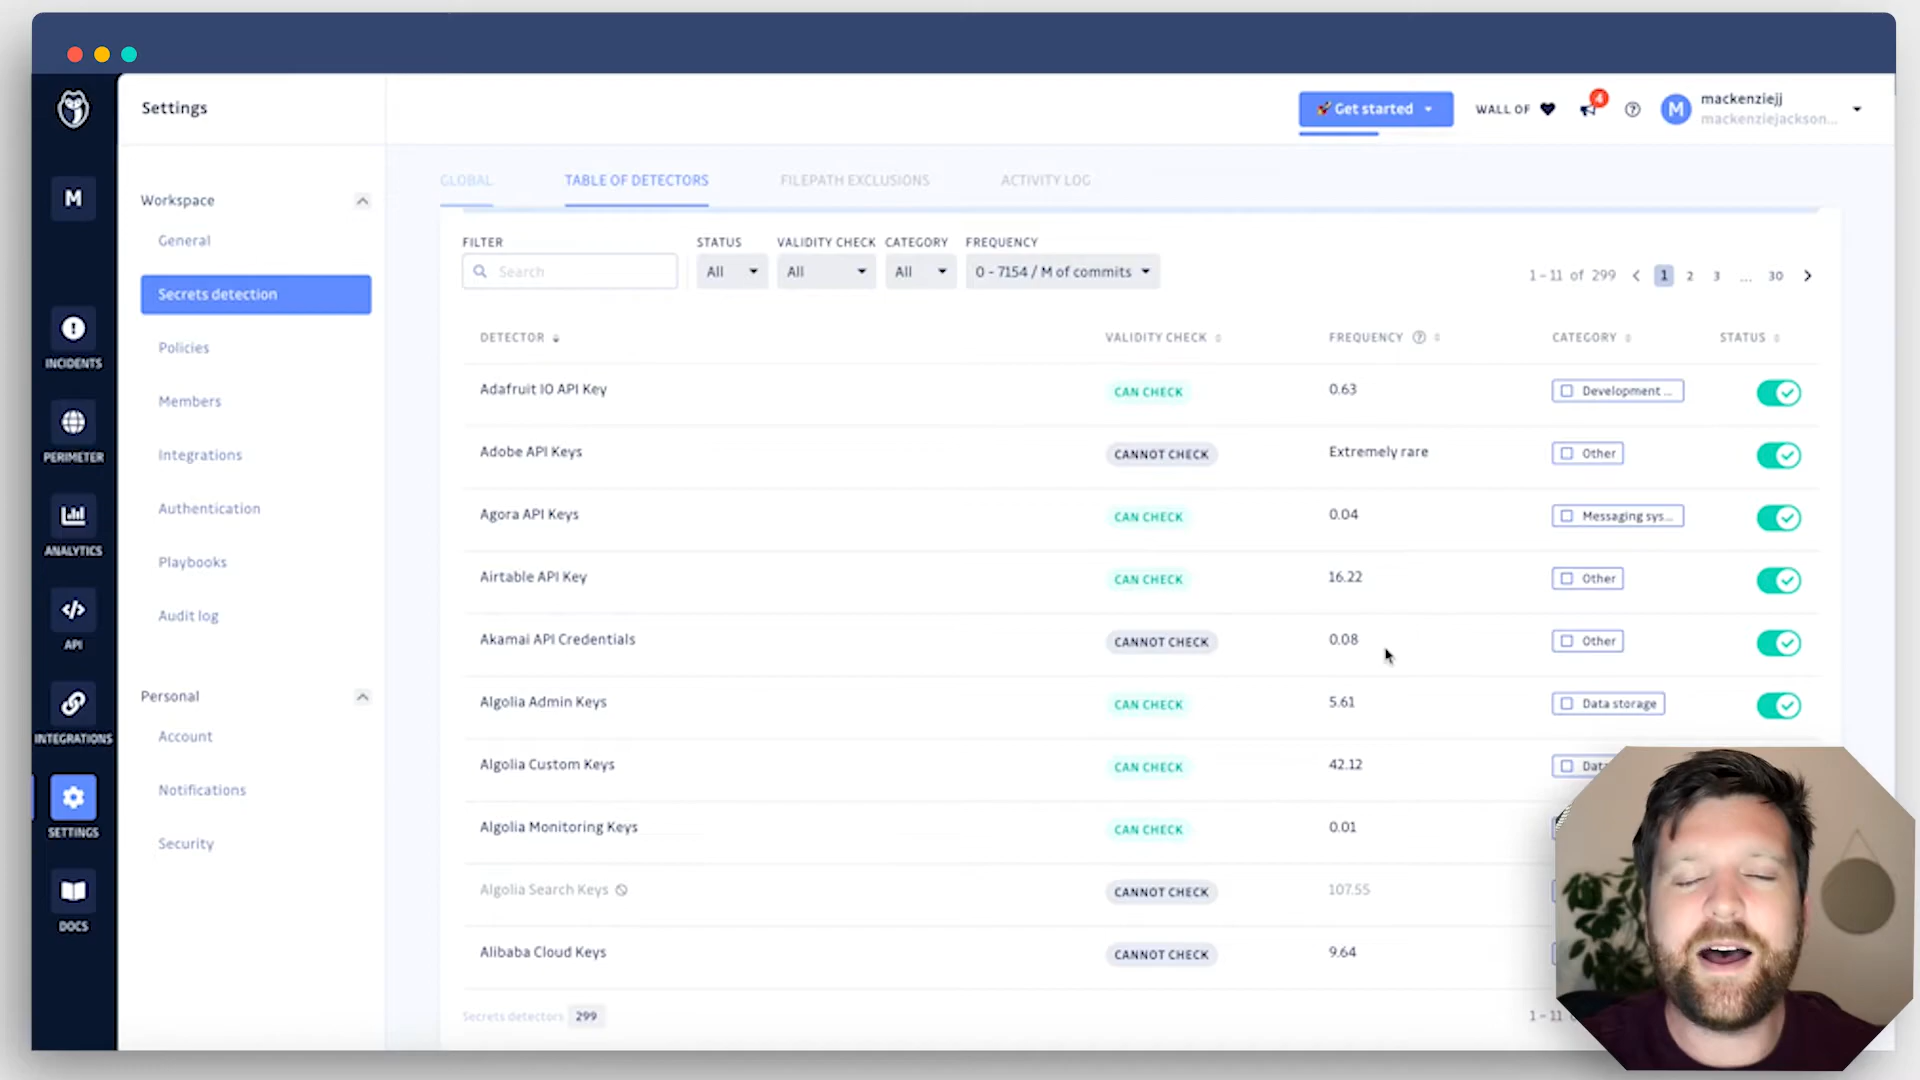 Settings
🚀 Get started
WALL OF
4
M
mackenziejj
mackenziejackson...
M
Workspace
General
Secrets detection
Policies
Members
Integrations
Authentication
Playbooks
Audit log
Personal
Account
Notifications
Security
INCIDENTS
PERIMETER
ANALYTICS
API
INTEGRATIONS
SETTINGS
DOCS
GLOBAL
TABLE OF DETECTORS
FILEPATH EXCLUSIONS
ACTIVITY LOG
FILTER
STATUS
VALIDITY CHECK
CATEGORY
FREQUENCY
Search
All
All
All
0 - 7154 / M of commits
1-11 of 299
1 2 3 ... 30
DETECTOR VALIDITY CHECK FREQUENCY CATEGORY STATUS
Adafruit IO API Key CAN CHECK 0.63 Development ...
Adobe API Keys CANNOT CHECK Extremely rare Other
Agora API Keys CAN CHECK 0.04 Messaging sys...
Airtable API Key CAN CHECK 16.22 Other
Akamai API Credentials CANNOT CHECK 0.08 Other
Algolia Admin Keys CAN CHECK 5.61 Data storage
Algolia Custom Keys CAN CHECK 42.12
Algolia Monitoring Keys CAN CHECK 0.01
Algolia Search Keys CANNOT CHECK 107.55
Alibaba Cloud Keys CANNOT CHECK 9.64
Secrets detectors 299
1-11